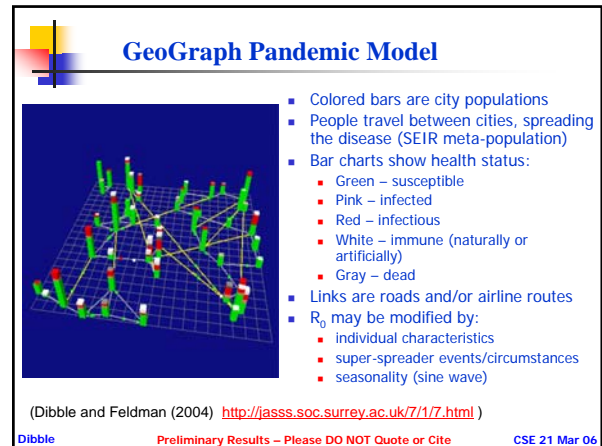 GeoGraph Pandemic Model
Colored bars are city populations
People travel between cities, spreading
the disease (SEIR meta-population)
Bar charts show health status:
Green – susceptible
Pink – infected
Red – infectious
White – immune (naturally or
artificially)
Gray – dead
Links are roads and/or airline routes
R0 may be modified by:
individual characteristics
super-spreader events/circumstances
seasonality (sine wave)
(Dibble and Feldman (2004) http://jasss.soc.surrey.ac.uk/7/1/7.html )
Dibble Preliminary Results – Please DO NOT Quote or Cite CSE 21 Mar 06